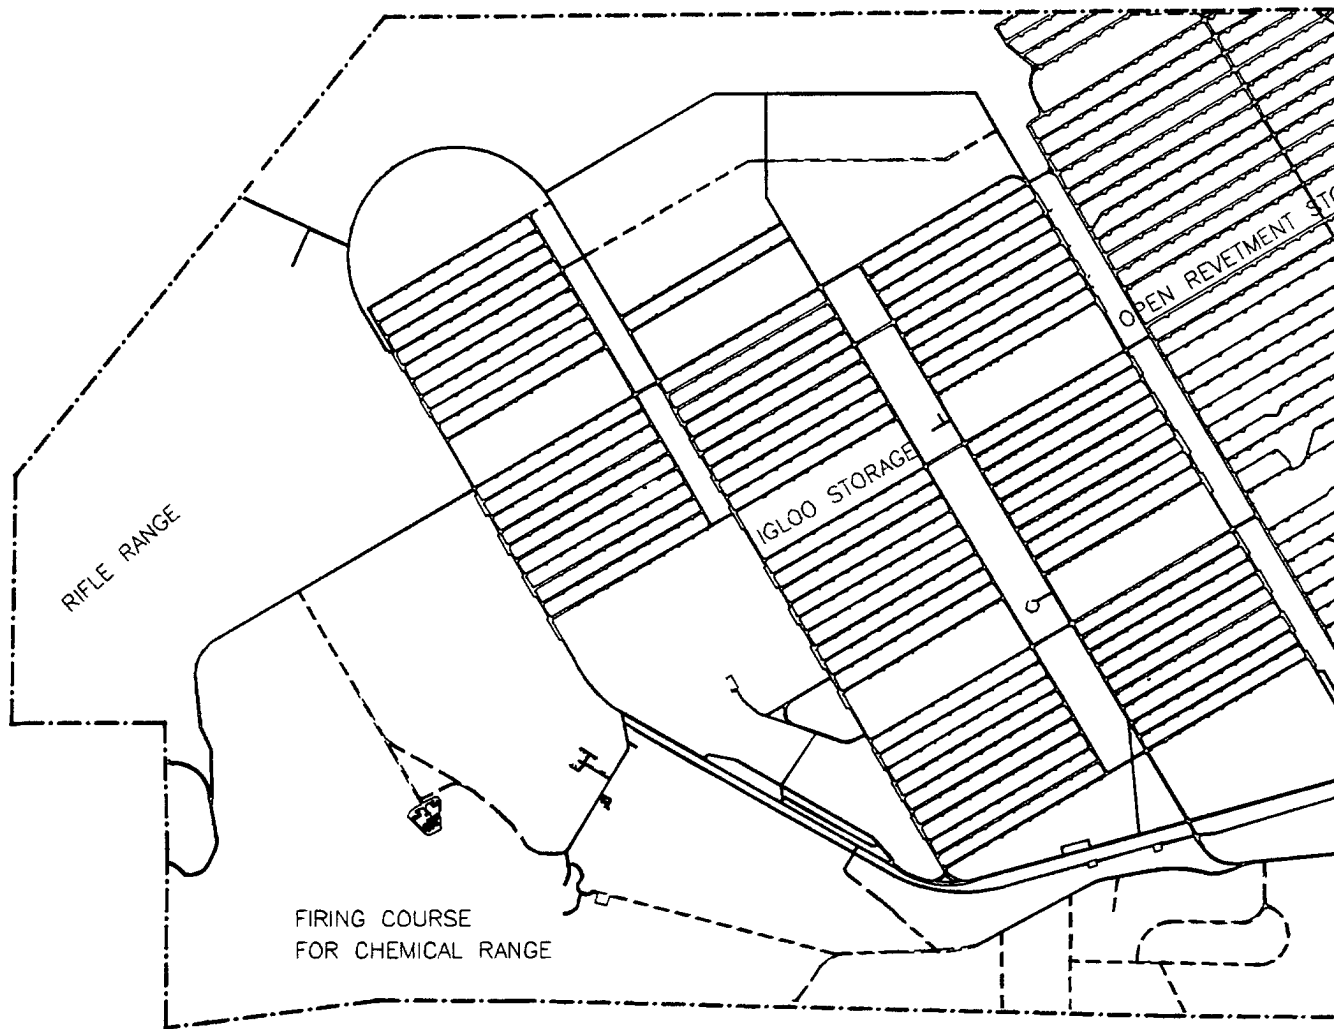 OPEN REVETMENT
IGLOO STORAGE
RIFLE RANGE
FIRING COURSE
FOR CHEMICAL RANGE